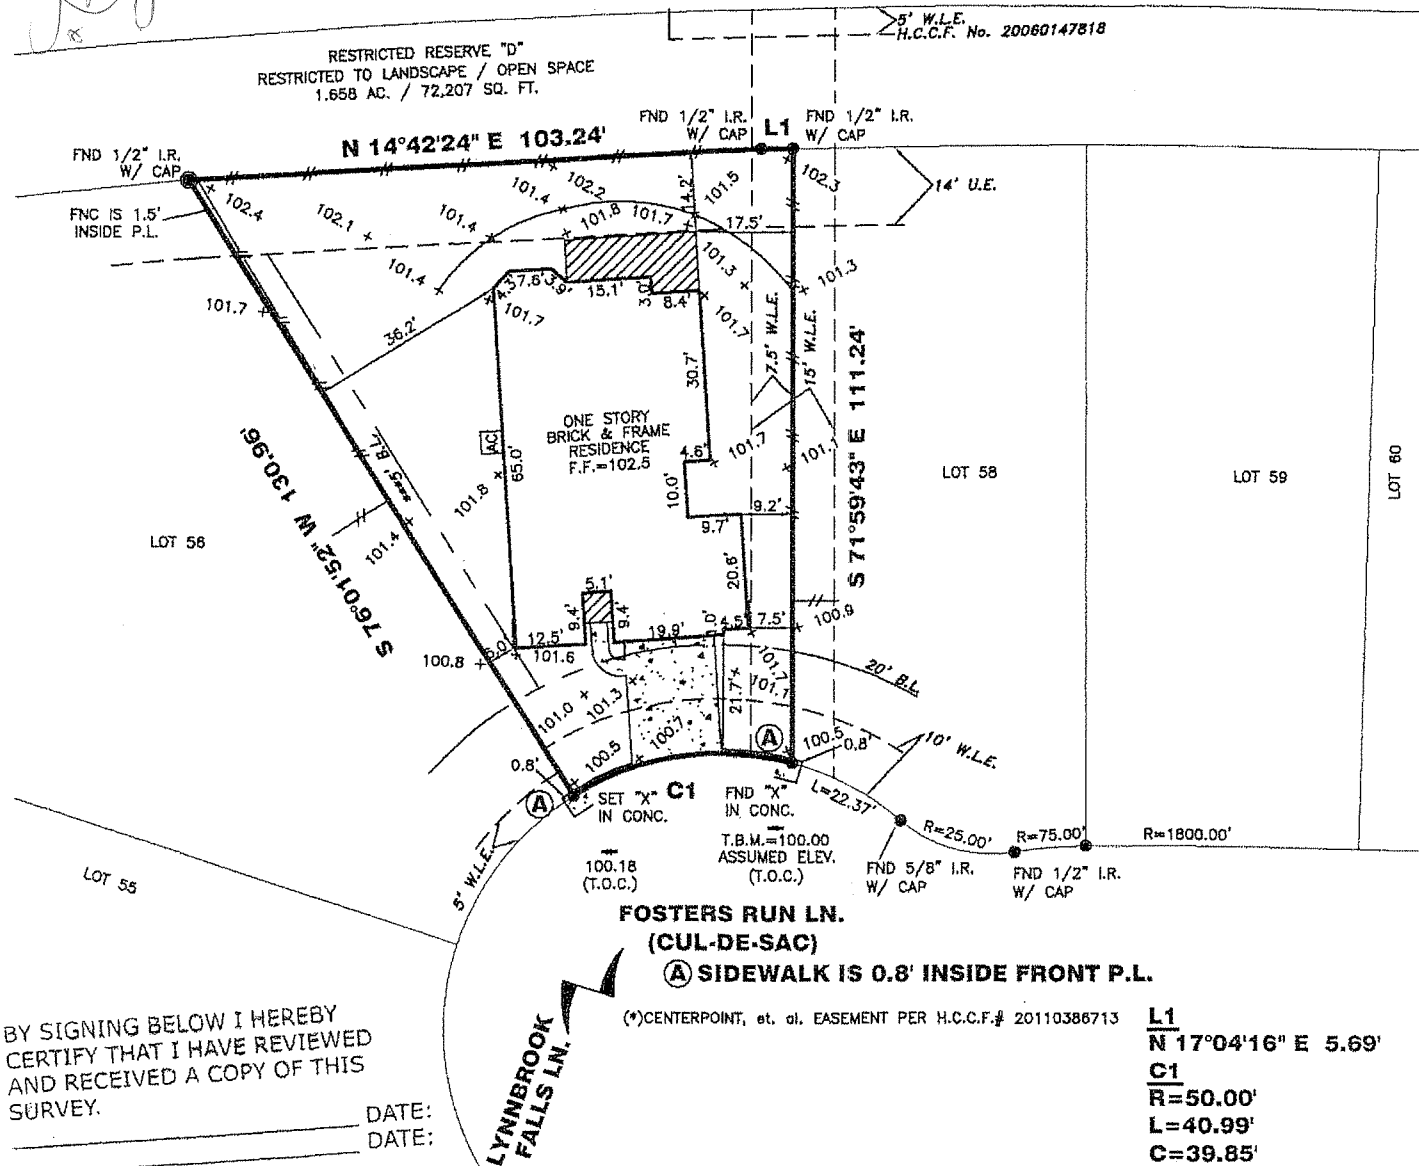 5' W.L.E.
H.C.C.F. No. 20060147818
RESTRICTED RESERVE "D"
RESTRICTED TO LANDSCAPE / OPEN SPACE
1.658 AC. / 72,207 SQ. FT.
FND 1/2" I.R.
W/ CAP
N 14°42'24" E 103.24'
FND 1/2" I.R.
W/ CAP
L1
FND 1/2" I.R.
W/ CAP
FNC IS 1.5'
INSIDE P.L.
102.4
102.1
101.4
101.4
102.2
101.8
101.7
14.2'
101.5
17.5'
102.3
14' U.E.
101.4
101.3
101.3
101.7
4.3'
7.6'
3.9'
15.1'
3.0'
8.4'
101.7
101.7
36.2'
7.5' W.L.E.
15' W.L.E.
30.7'
S 71°59'43" E 111.24'
ONE STORY
BRICK & FRAME
RESIDENCE
F.F.=102.5
AC
65.0'
4.6'
101.7
101.1
10.0'
9.2'
9.7'
S 76°01'52" W 130.96'
5' B.L.
101.8
101.4
LOT 56
LOT 58
LOT 59
LOT 60
20.6'
5.1'
9.4'
9.4'
12.5'
19.9'
1.0'
4.5'
7.5'
100.9
100.8
5.0'
101.6
101.7
20' B.L.
101.0
101.3
21.7'
101.1
100.5
100.7
A
100.5
0.8'
10' W.L.E.
0.8'
A
SET "X"
IN CONC.
C1
FND "X"
IN CONC.
L=22.37'
R=25.00'
R=75.00'
R=1800.00'
100.18
(T.O.C.)
T.B.M.=100.00
ASSUMED ELEV.
(T.O.C.)
FND 5/8" I.R.
W/ CAP
FND 1/2" I.R.
W/ CAP
LOT 55
5' W.L.E.
FOSTERS RUN LN.
(CUL-DE-SAC)
A SIDEWALK IS 0.8' INSIDE FRONT P.L.
(*)CENTERPOINT, et. al. EASEMENT PER H.C.C.F.# 20110386713
LYNNBROOK
FALLS LN.
BY SIGNING BELOW I HEREBY
CERTIFY THAT I HAVE REVIEWED
AND RECEIVED A COPY OF THIS
SURVEY.
DATE:
DATE:
L1
N 17°04'16" E 5.69'
C1
R=50.00'
L=40.99'
C=39.85'